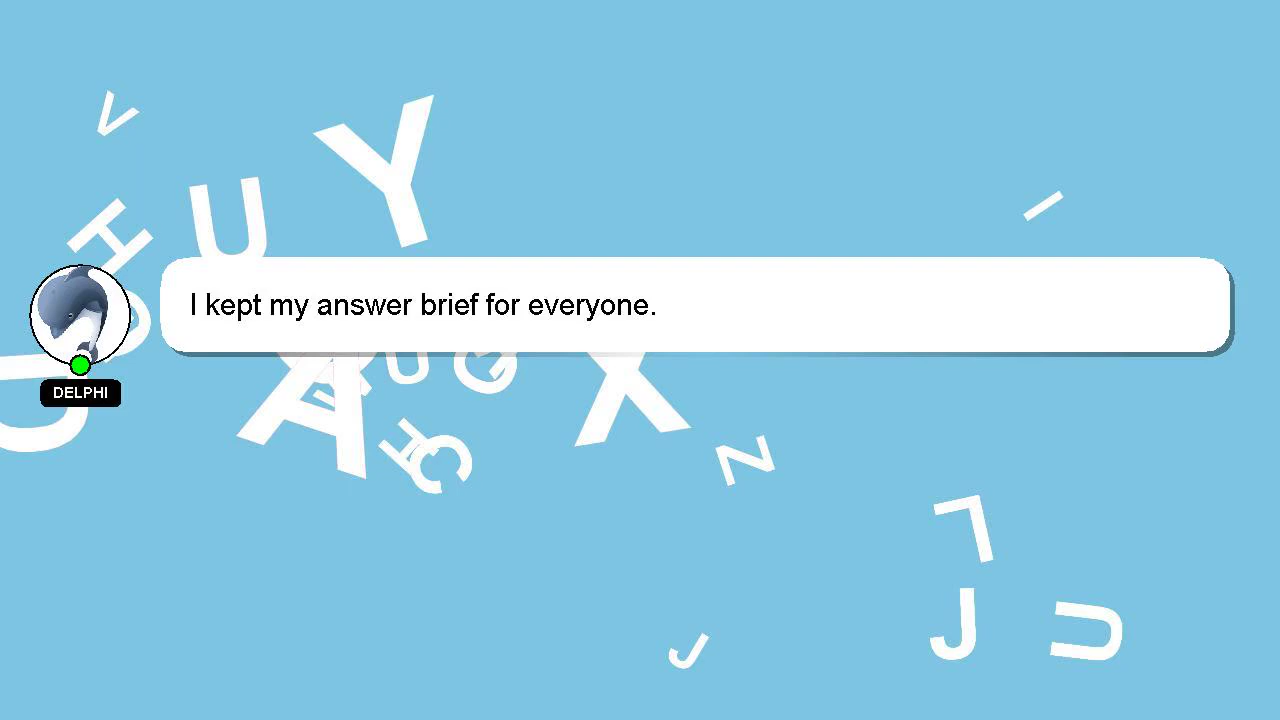 V
Y
U
H
I
I kept my answer brief for everyone.
DELPHI
U
G
A
X
H
C
N
L
J
U
J